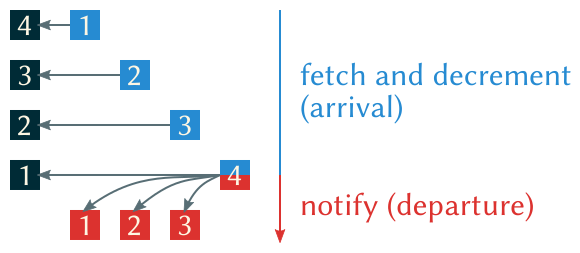 4 1
3 2
2 3
1 4
1 2 3
fetch and decrement
(arrival)
notify (departure)